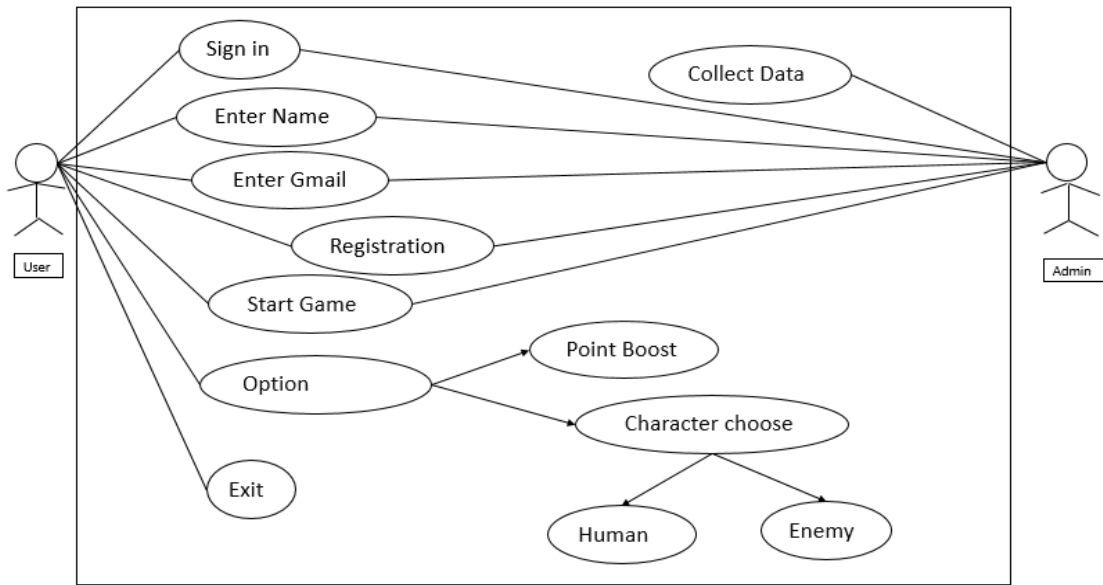 Sign in
Collect Data
Enter Name
Enter Gmail
Registration
User
Admin
Start Game
Point Boost
Option
Character choose
Exit
Human
Enemy